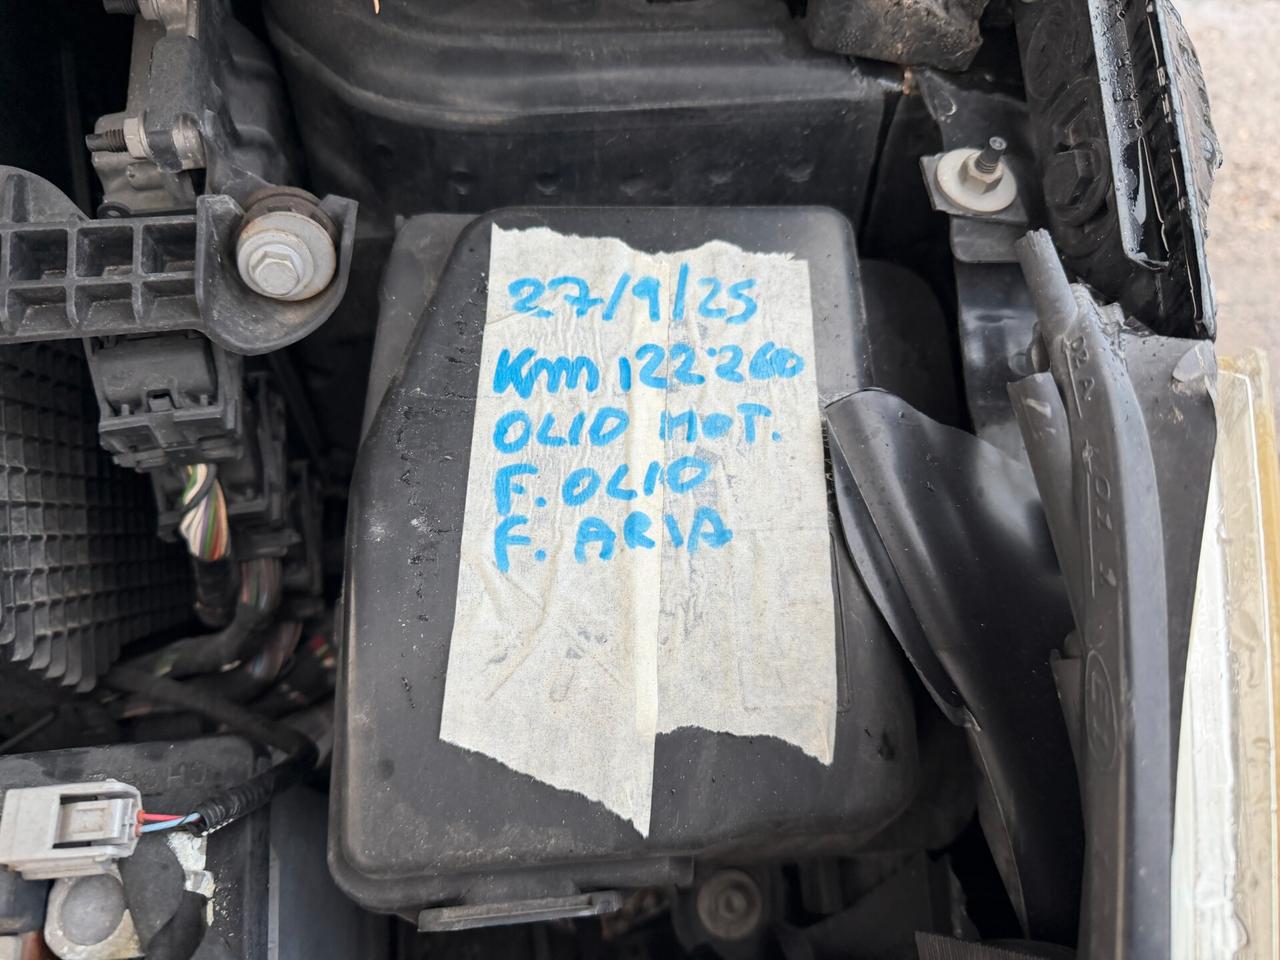 27/9/25
Km 122.260
OLIO MOT.
F. OLIO
F. ARIA